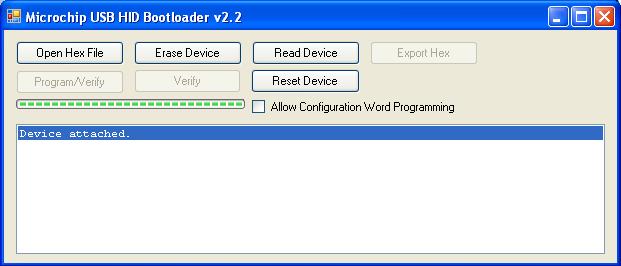 Microchip USB HID Bootloader v2.2
Open Hex File Erase Device Read Device Export Hex
Program/Verify Verify Reset Device
Allow Configuration Word Programming
Device attached.